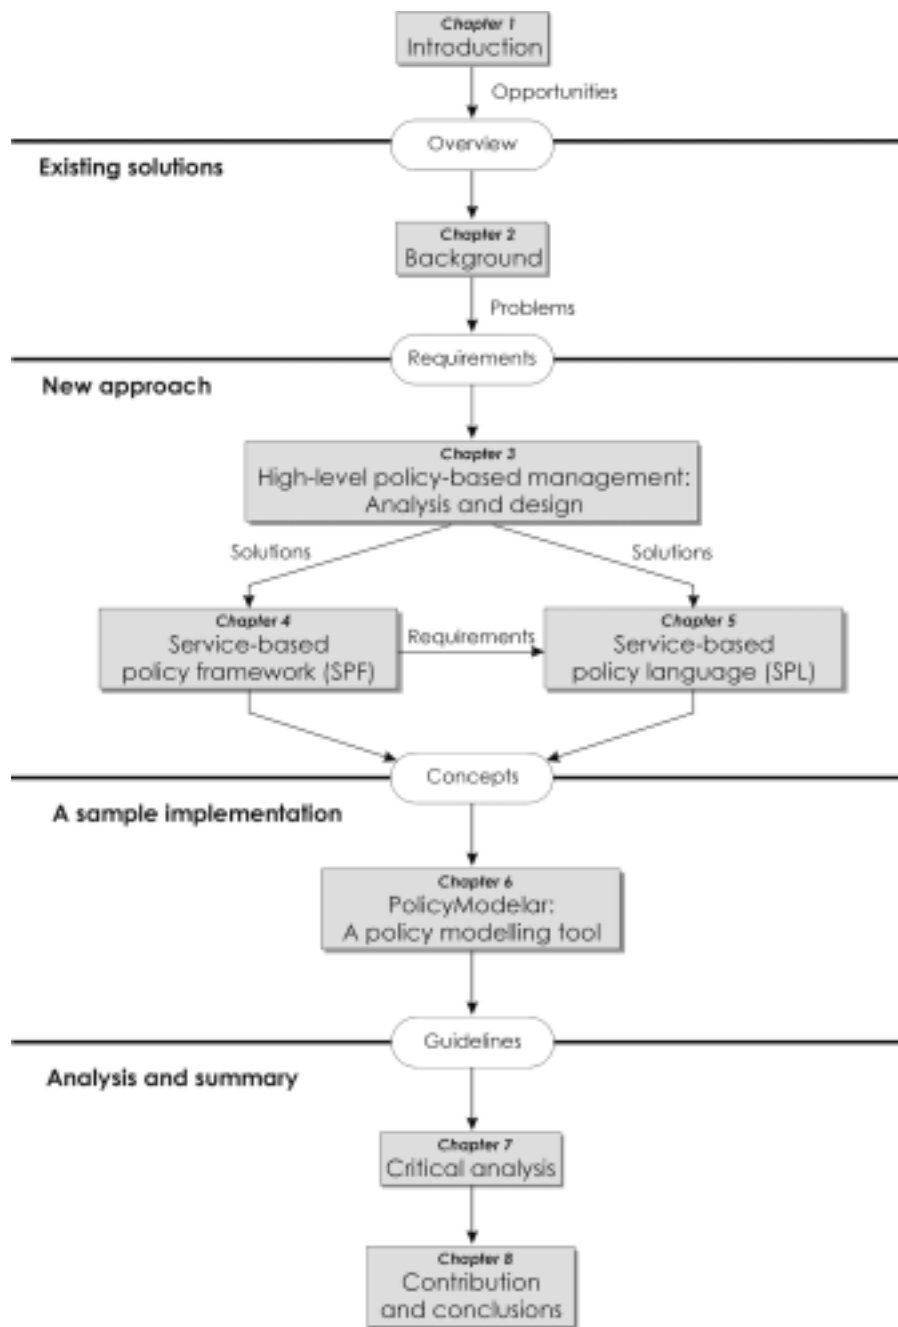 Chapter 1
Introduction
Opportunities
Overview
Existing solutions
Chapter 2
Background
Problems
Requirements
New approach
Chapter 3
High-level policy-based management:
Analysis and design
Solutions
Solutions
Chapter 4
Service-based
policy framework (SPF)
Requirements
Chapter 5
Service-based
policy language (SPL)
Concepts
A sample implementation
Chapter 6
PolicyModelar:
A policy modelling tool
Guidelines
Analysis and summary
Chapter 7
Critical analysis
Chapter 8
Contribution
and conclusions